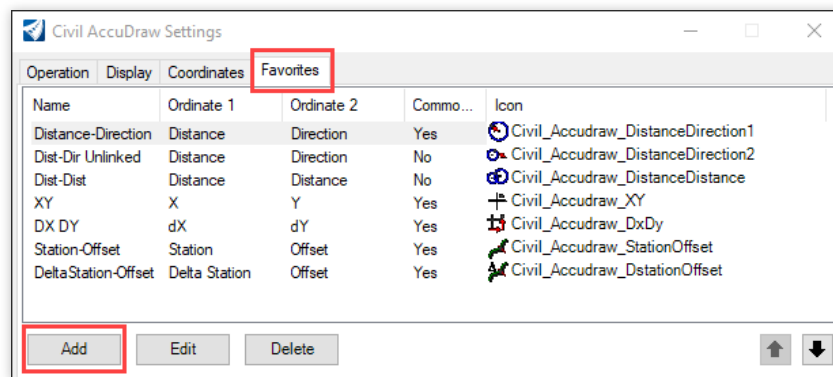 Civil AccuDraw Settings
Operation Display Coordinates Favorites
Name Ordinate 1 Ordinate 2 Commo... Icon
Distance-Direction Distance Direction Yes Civil_Accudraw_DistanceDirection1
Dist-Dir Unlinked Distance Direction No Civil_Accudraw_DistanceDirection2
Dist-Dist Distance Distance No Civil_Accudraw_DistanceDistance
XY X Y Yes Civil_Accudraw_XY
DX DY dX dY Yes Civil_Accudraw_DxDy
Station-Offset Station Offset Yes Civil_Accudraw_StationOffset
DeltaStation-Offset Delta Station Offset Yes Civil_Accudraw_DstationOffset
Add Edit Delete